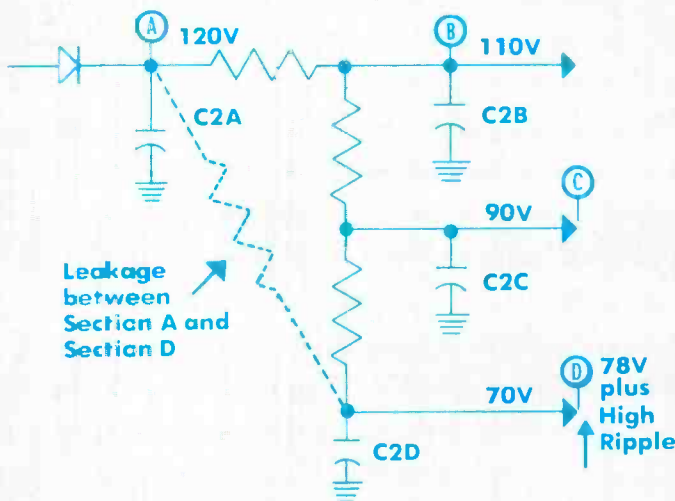 A
120V
B
110V
C2A
C2B
C
90V
C2C
Leakage
between
Section A and
Section D
D
78V
plus
High
Ripple
70V
C2D